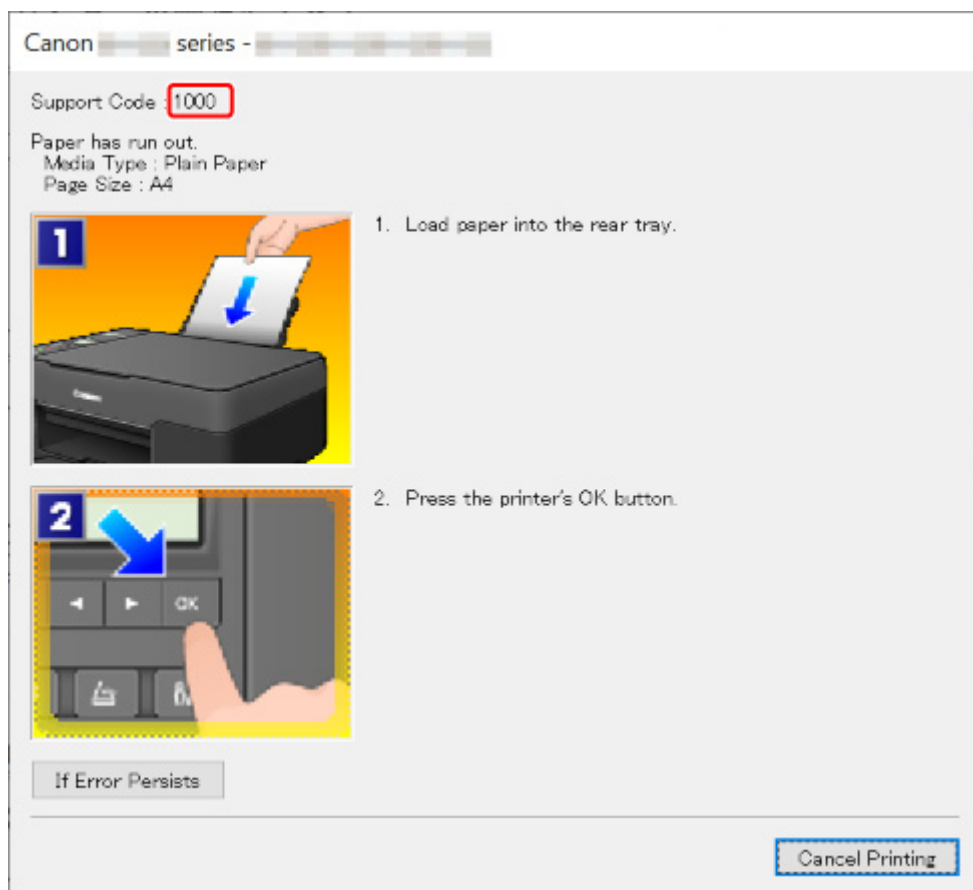 Canon series -
Support Code : 1000
Paper has run out.
Media Type : Plain Paper
Page Size : A4
1
1. Load paper into the rear tray.
Canon
2
2. Press the printer's OK button.
OK
If Error Persists
Cancel Printing